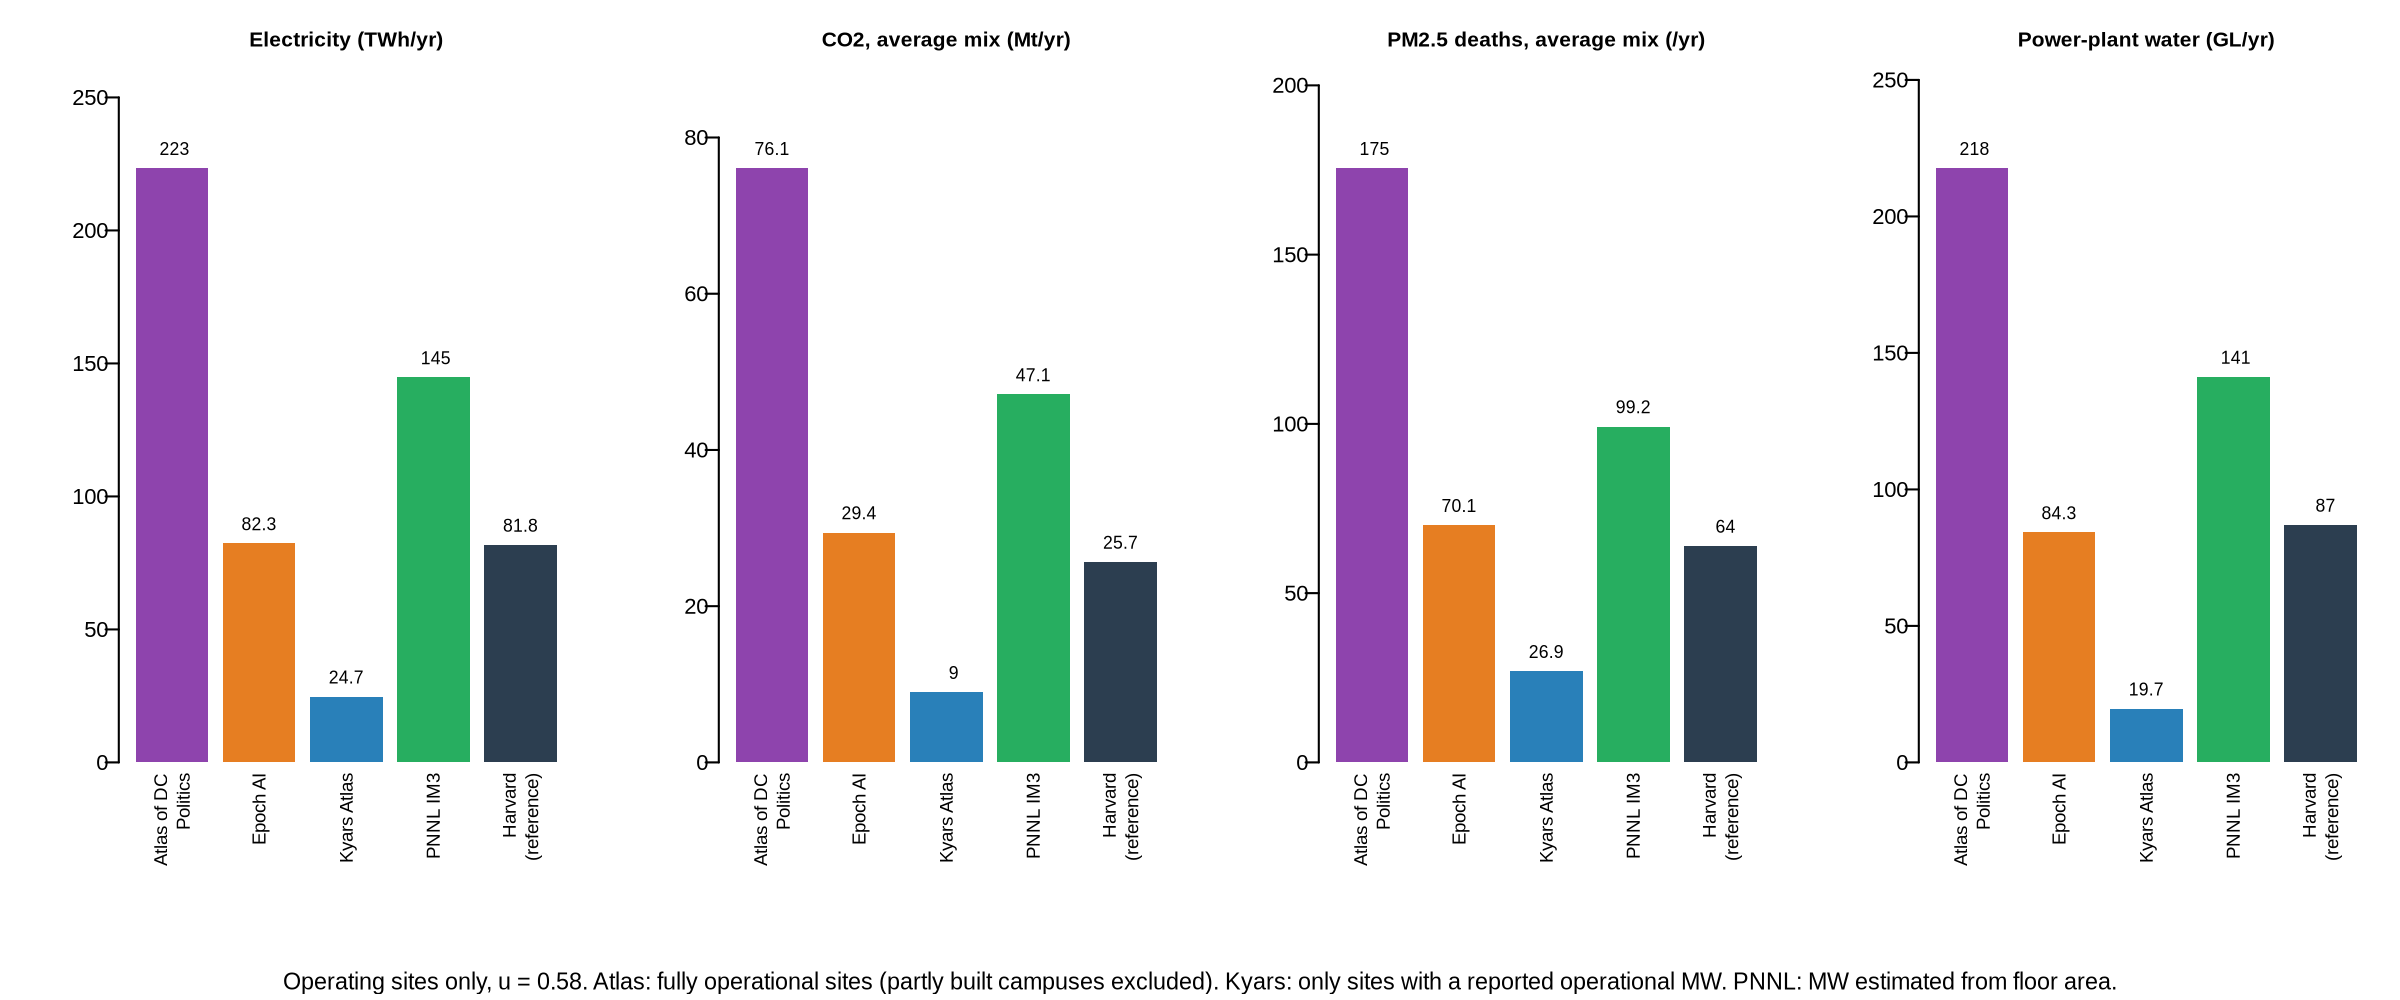 Electricity (TWh/yr)
250
200
150
100
50
0
223
82.3
24.7
145
81.8
Atlas of DC
Politics
Epoch AI
Kyars Atlas
PNNL IM3
Harvard
(reference)
CO2, average mix (Mt/yr)
80
60
40
20
0
76.1
29.4
9
47.1
25.7
Atlas of DC
Politics
Epoch AI
Kyars Atlas
PNNL IM3
Harvard
(reference)
PM2.5 deaths, average mix (/yr)
200
150
100
50
0
175
70.1
26.9
99.2
64
Atlas of DC
Politics
Epoch AI
Kyars Atlas
PNNL IM3
Harvard
(reference)
Power-plant water (GL/yr)
250
200
150
100
50
0
218
84.3
19.7
141
87
Atlas of DC
Politics
Epoch AI
Kyars Atlas
PNNL IM3
Harvard
(reference)
Operating sites only, u = 0.58. Atlas: fully operational sites (partly built campuses excluded). Kyars: only sites with a reported operational MW. PNNL: MW estimated from floor area.